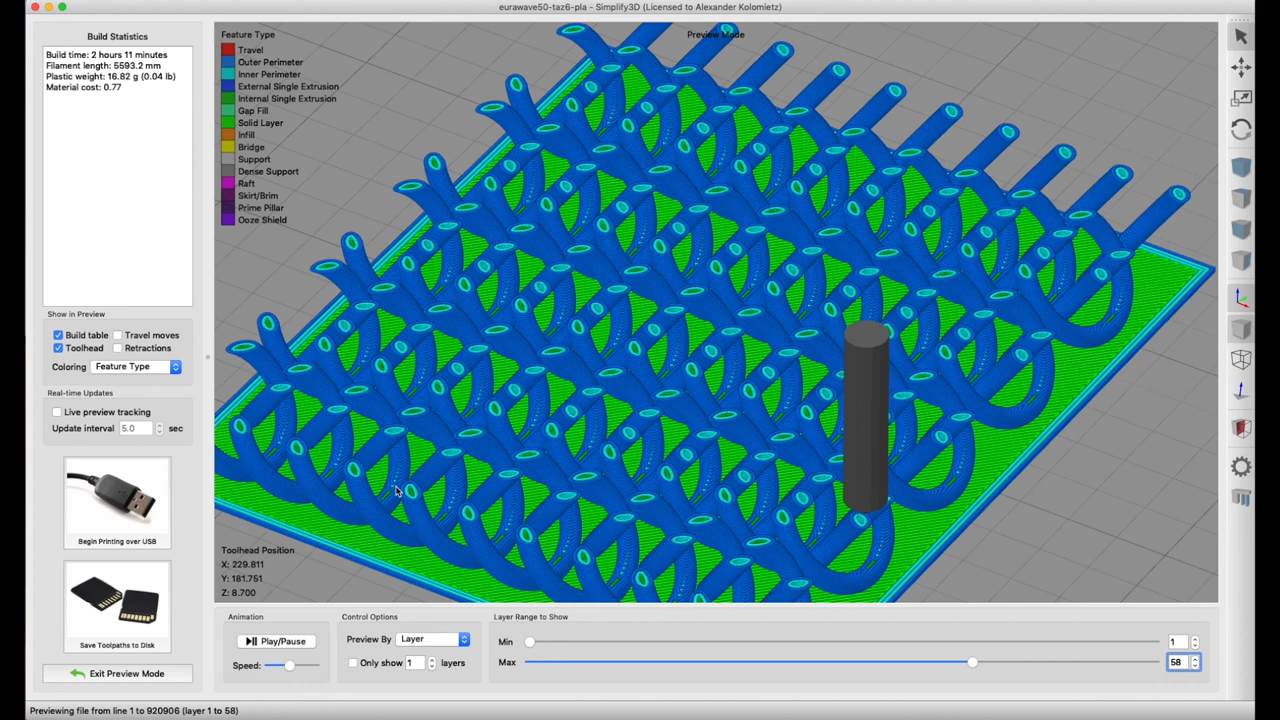 eurawave50-taz6-pla - Simplify3D (Licensed to Alexander Kolomietz)
Build Statistics
Build time: 2 hours 11 minutes
Filament length: 5593.2 mm
Plastic weight: 16.82 g (0.04 lb)
Material cost: 0.77
Show in Preview
Build table
Travel moves
Toolhead
Retractions
Coloring
Feature Type
Real-time Updates
Live preview tracking
Update interval 5.0 sec
Begin Printing over USB
Save Toolpaths to Disk
Exit Preview Mode
Feature Type
Travel
Outer Perimeter
Inner Perimeter
External Single Extrusion
Internal Single Extrusion
Gap Fill
Solid Layer
Infill
Bridge
Support
Dense Support
Raft
Skirt/Brim
Prime Pillar
Ooze Shield
Preview Mode
Toolhead Position
X: 229.811
Y: 181.751
Z: 8.700
Animation
Play/Pause
Speed:
Control Options
Preview By Layer
Only show 1 layers
Layer Range to Show
Min 1
Max 58
Previewing file from line 1 to 920906 (layer 1 to 58)